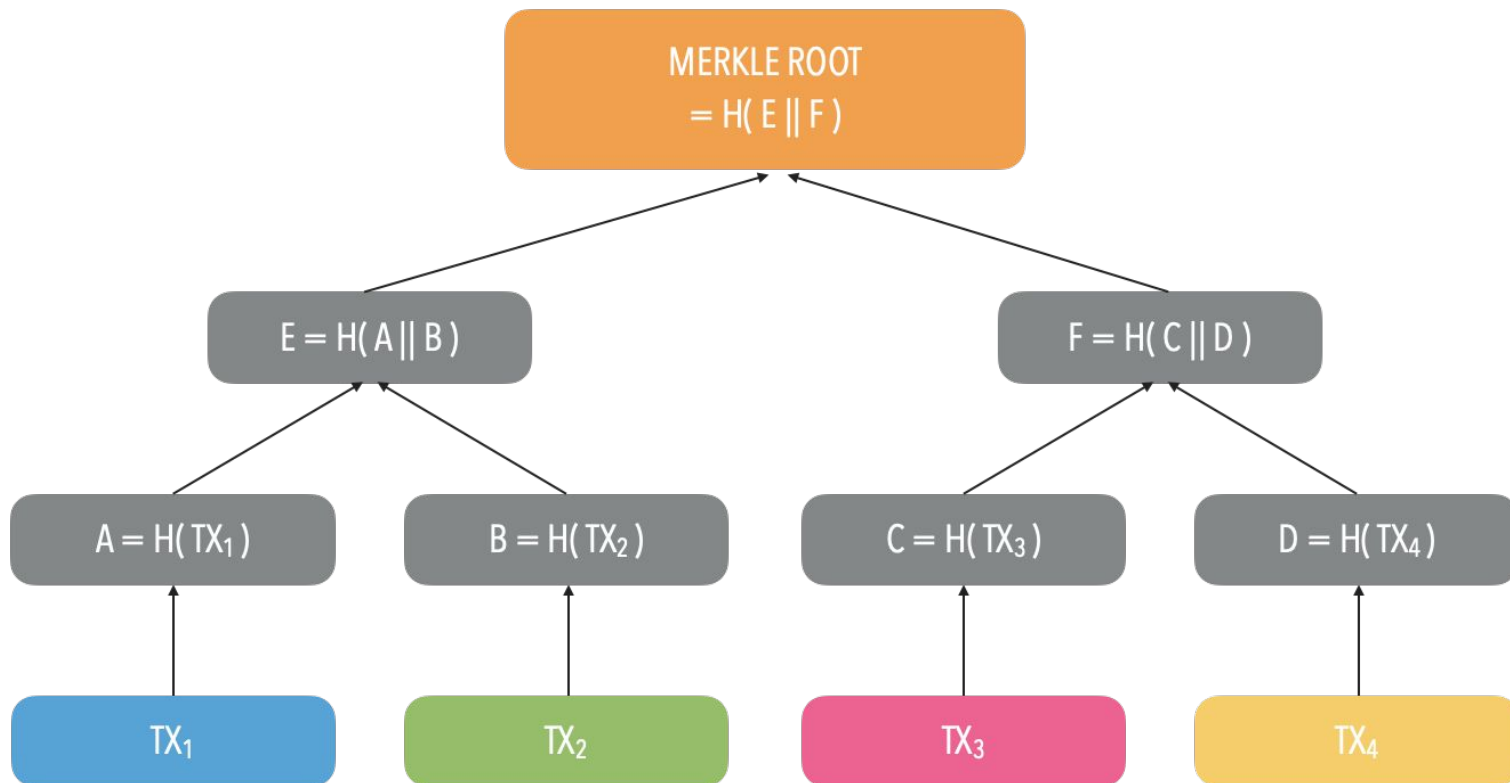 MERKLE ROOT
= H( E || F )
E = H( A || B )
F = H( C || D )
A = H( TX₁ )
B = H( TX₂ )
C = H( TX₃ )
D = H( TX₄ )
TX₁
TX₂
TX₃
TX₄